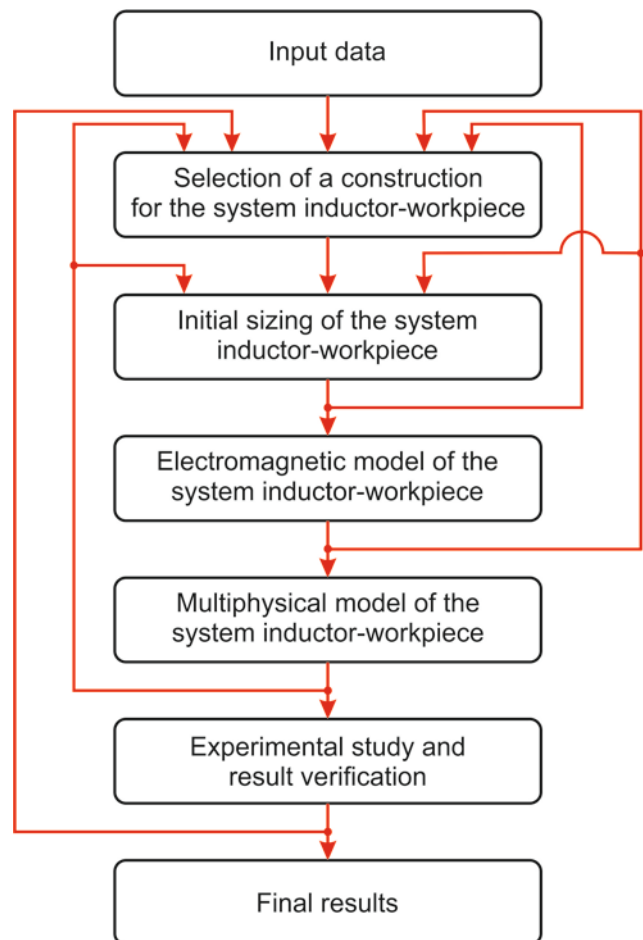 Input data
Selection of a construction
for the system inductor-workpiece
Initial sizing of the system
inductor-workpiece
Electromagnetic model of the
system inductor-workpiece
Multiphysical model of the
system inductor-workpiece
Experimental study and
result verification
Final results